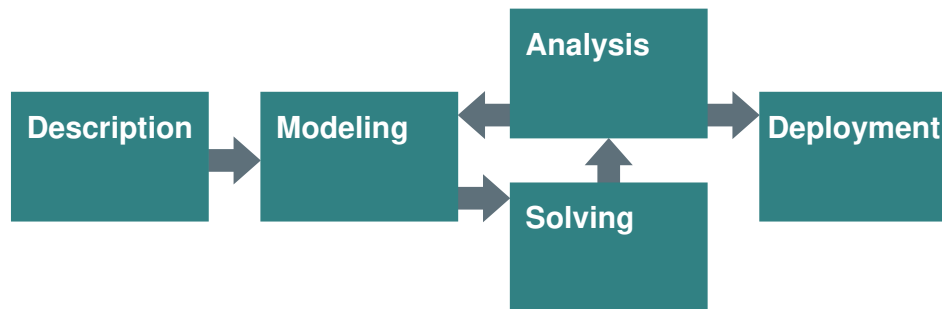 Description
Modeling
Analysis
Solving
Deployment